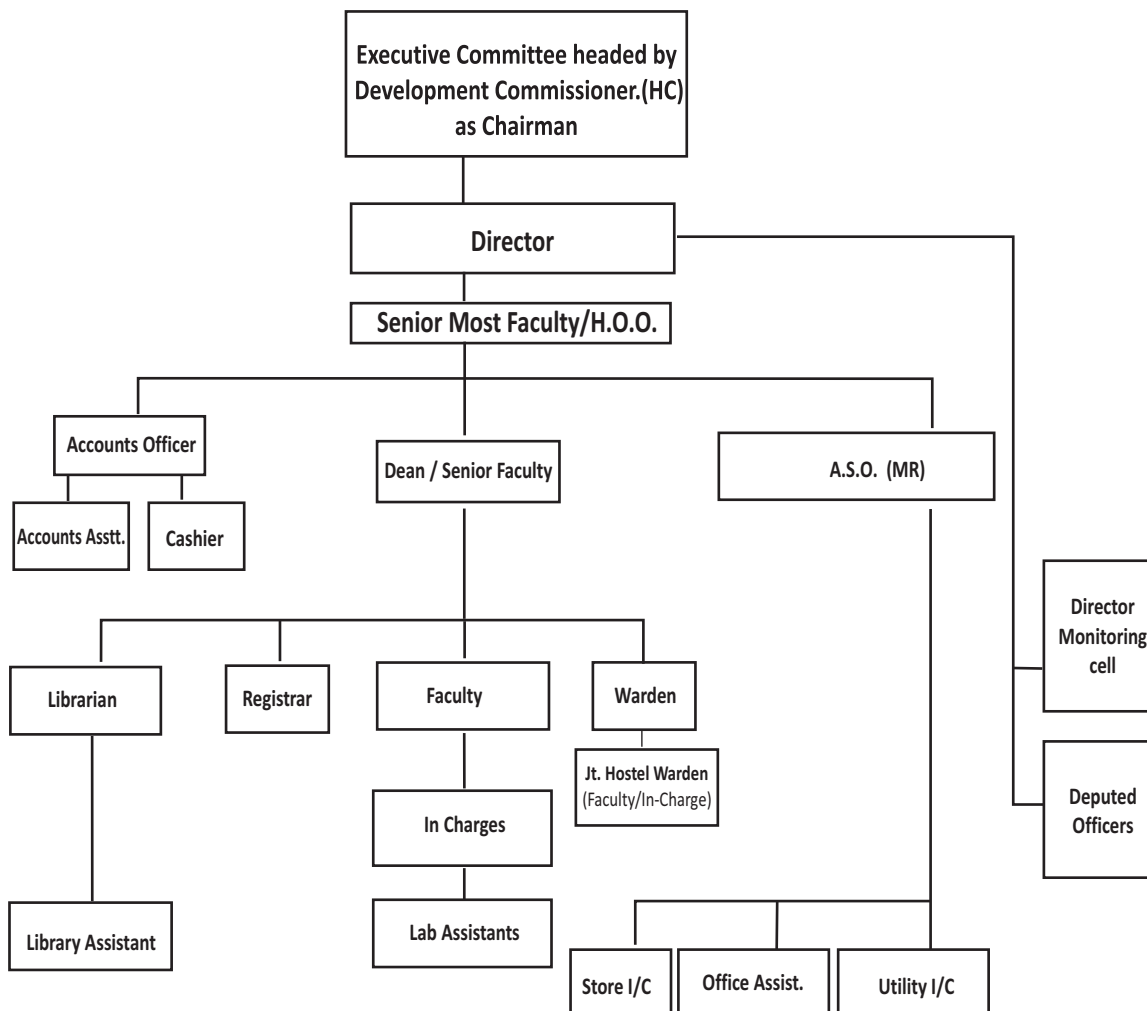 Executive Committee headed by
Development Commissioner.(HC)
as Chairman
Director
Senior Most Faculty/H.O.O.
Accounts Officer
Dean / Senior Faculty
A.S.O. (MR)
Accounts Asstt.
Cashier
Director
Monitoring
cell
Librarian
Registrar
Faculty
Warden
Jt. Hostel Warden
(Faculty/In-Charge)
Deputed
Officers
In Charges
Library Assistant
Lab Assistants
Store I/C
Office Assist.
Utility I/C